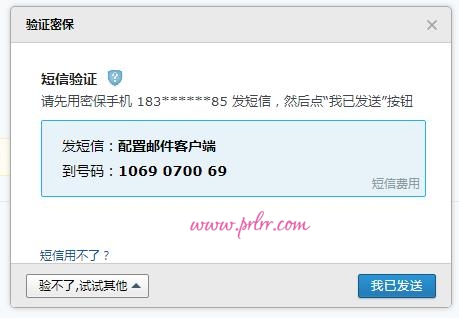 验证密保
短信验证
请先用密保手机 183******85 发短信，然后点“我已发送”按钮
发短信：配置邮件客户端
到号码：1069 0700 69
短信费用
www.prlrr.com
短信用不了？
验不了,试试其他
我已发送